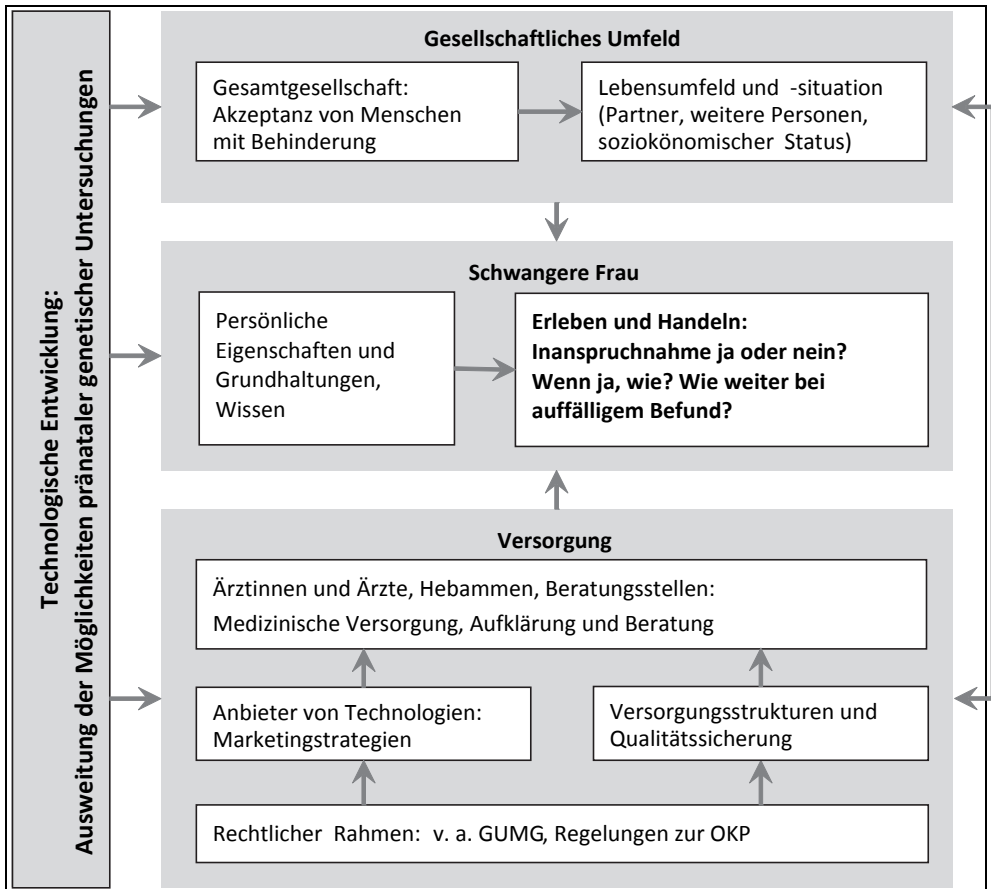 Technologische Entwicklung:
Ausweitung der Möglichkeiten pränataler genetischer Untersuchungen
Gesellschaftliches Umfeld
Gesamtgesellschaft:
Akzeptanz von Menschen
mit Behinderung
Lebensumfeld und -situation
(Partner, weitere Personen,
soziokönomischer Status)
Schwangere Frau
Persönliche
Eigenschaften und
Grundhaltungen,
Wissen
Erleben und Handeln:
Inanspruchnahme ja oder nein?
Wenn ja, wie? Wie weiter bei
auffälligem Befund?
Versorgung
Ärztinnen und Ärzte, Hebammen, Beratungsstellen:
Medizinische Versorgung, Aufklärung und Beratung
Anbieter von Technologien:
Marketingstrategien
Versorgungsstrukturen und
Qualitätssicherung
Rechtlicher Rahmen: v. a. GUMG, Regelungen zur OKP